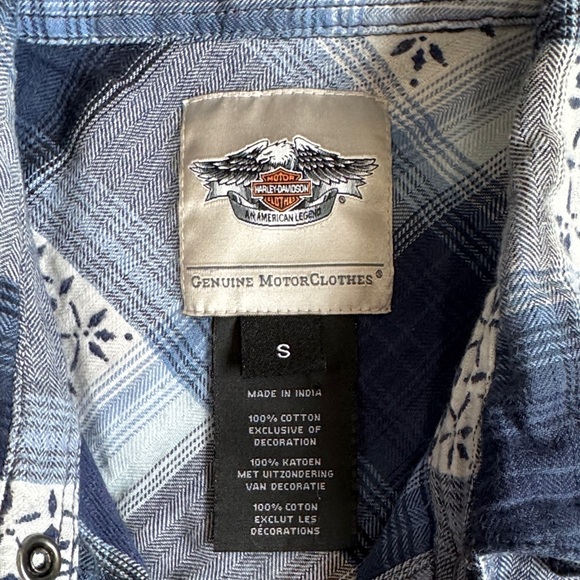 MOTOR
HARLEY-DAVIDSON
CLOTHES
AN AMERICAN LEGEND
®
GENUINE MOTORCLOTHES®
S
MADE IN INDIA
100% COTTON
EXCLUSIVE OF
DECORATION
100% KATOEN
MET UITZONDERING
VAN DECORATIE
100% COTON
EXCLUT LES
DÉCORATIONS